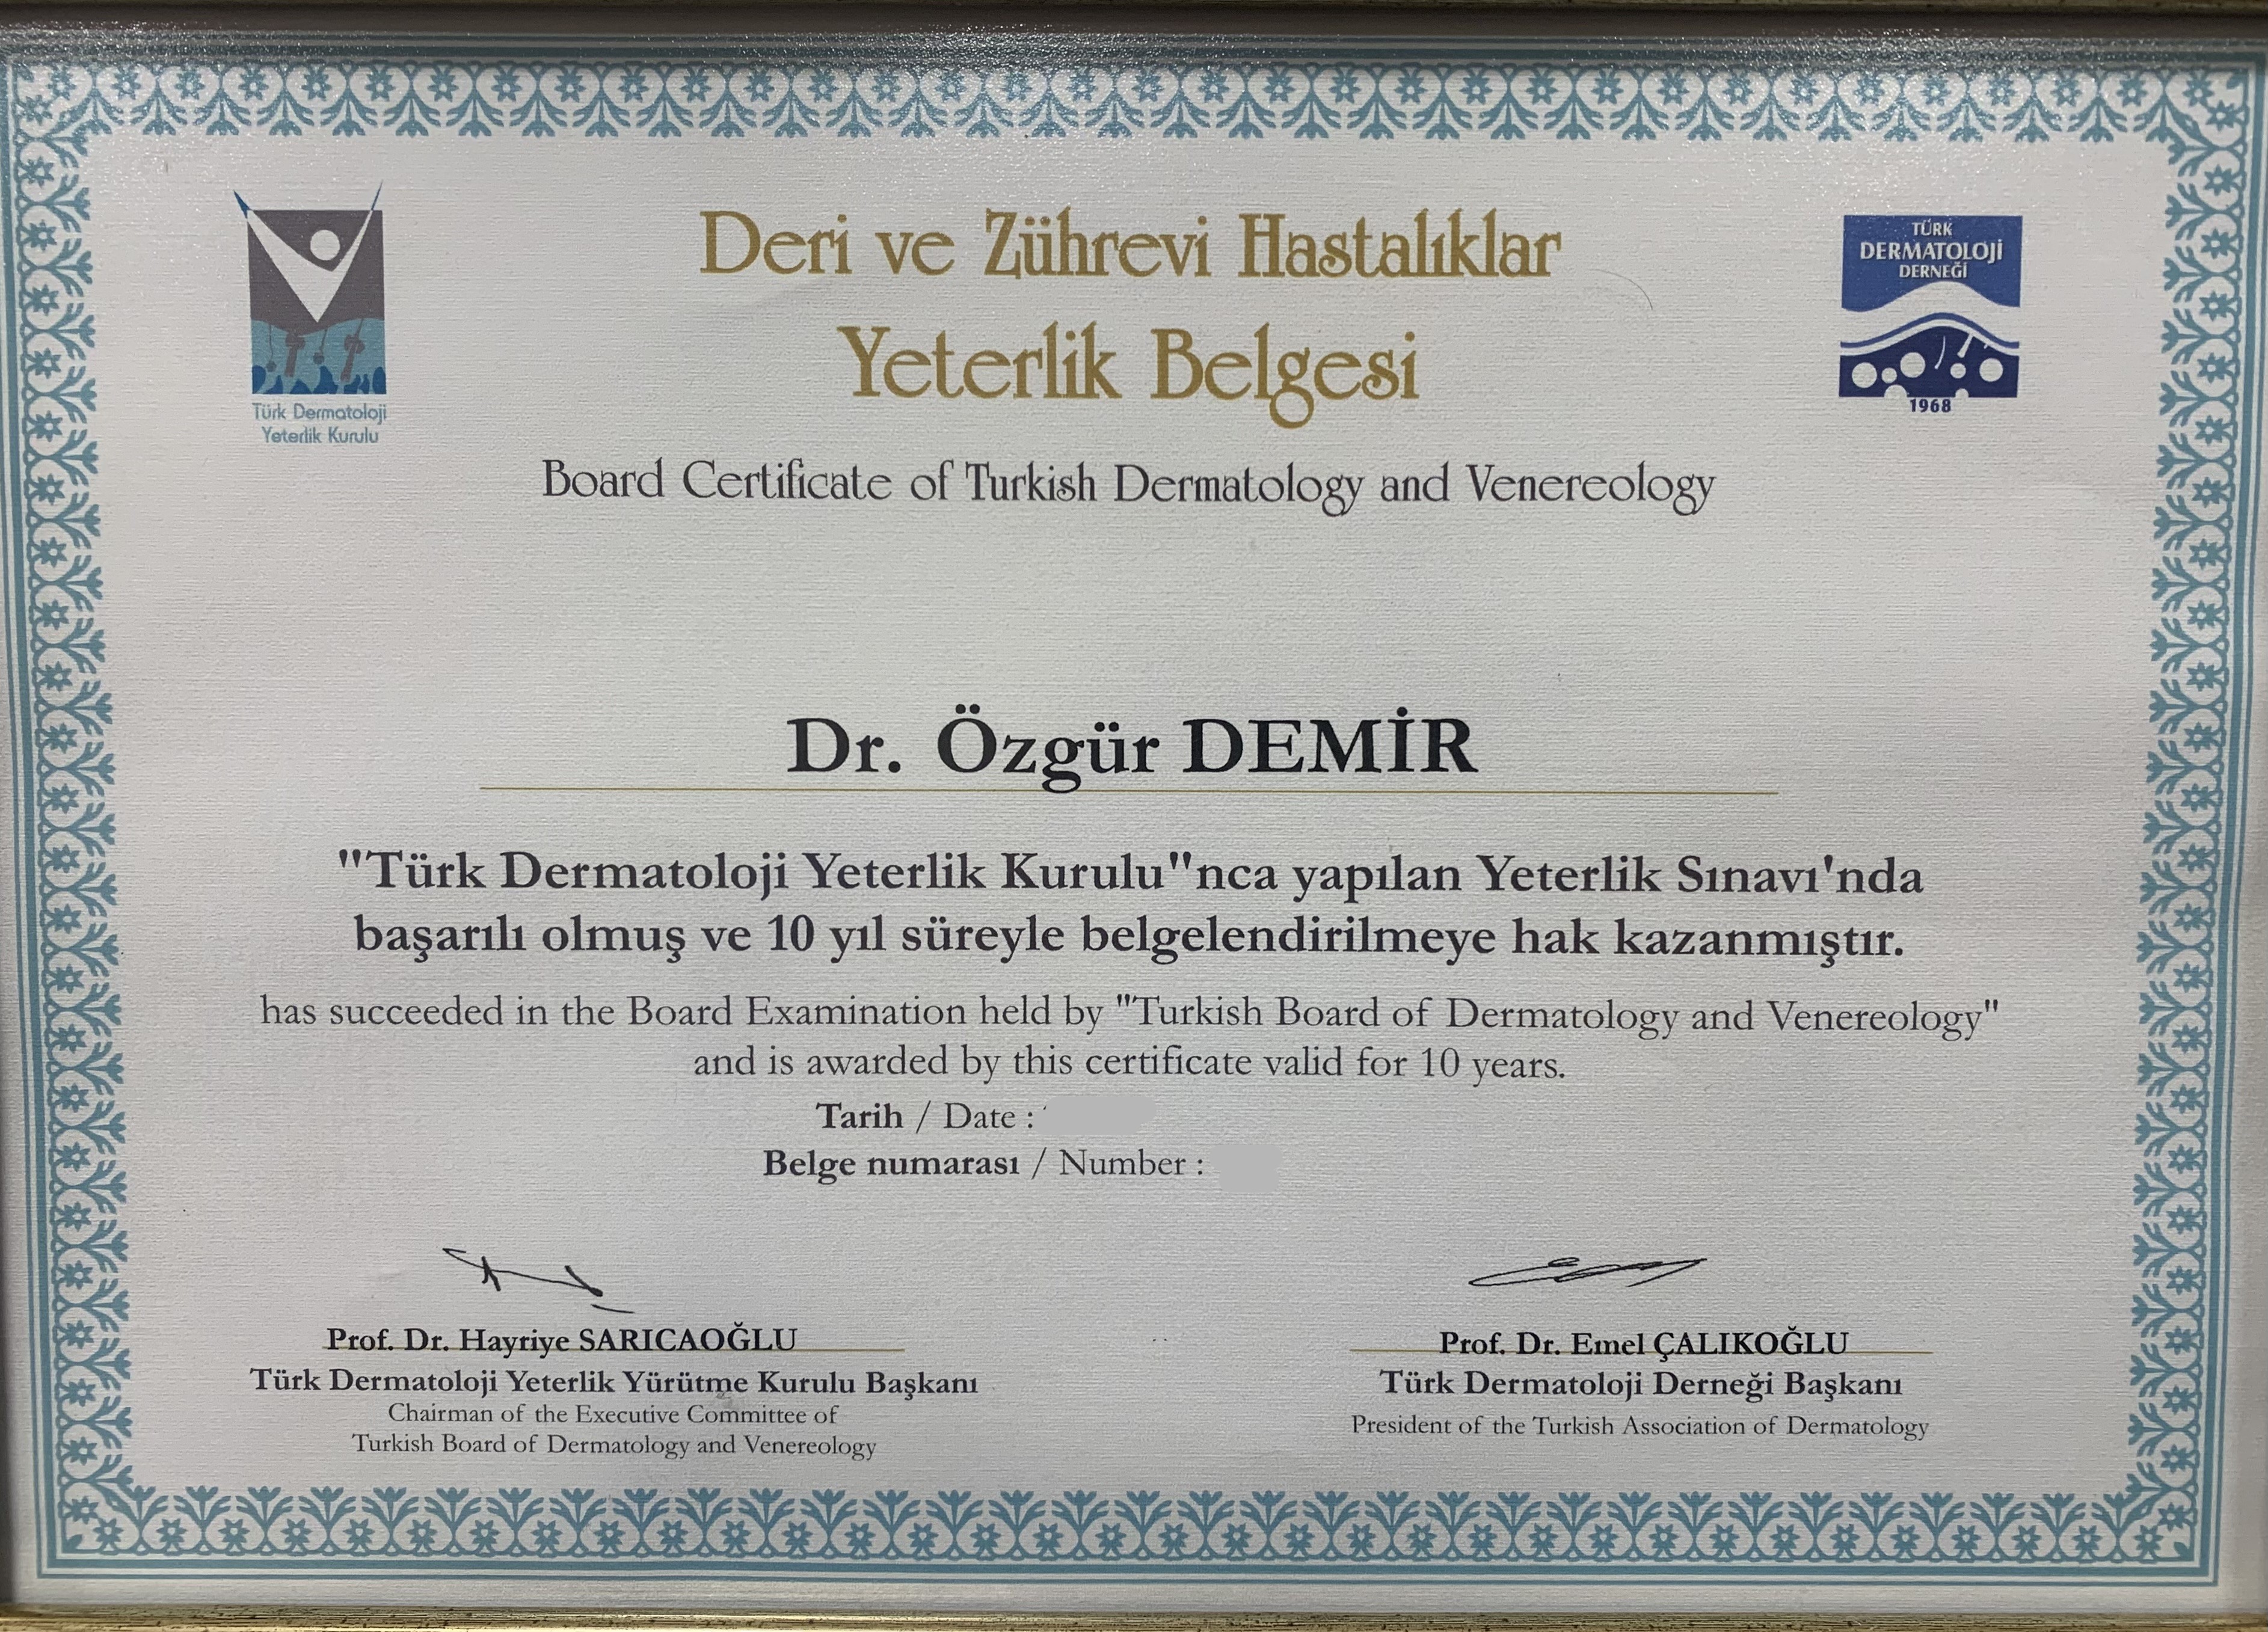 Deri ve Zührevi Hastalıklar
Yeterlik Belgesi
Türk Dermatoloji
Yeterlik Kurulu
TÜRK
DERMATOLOJİ
DERNEĞİ
1968
Board Certificate of Turkish Dermatology and Venereology
Dr. Özgür DEMİR
"Türk Dermatoloji Yeterlik Kurulu"nca yapılan Yeterlik Sınavı'nda
başarılı olmuş ve 10 yıl süreyle belgelendirilmeye hak kazanmıştır.
has succeeded in the Board Examination held by "Turkish Board of Dermatology and Venereology"
and is awarded by this certificate valid for 10 years.
Tarih / Date :
Belge numarası / Number :
Prof. Dr. Hayriye SARICAOĞLU
Türk Dermatoloji Yeterlik Yürütme Kurulu Başkanı
Chairman of the Executive Committee of
Turkish Board of Dermatology and Venereology
Prof. Dr. Emel ÇALIKOĞLU
Türk Dermatoloji Derneği Başkanı
President of the Turkish Association of Dermatology